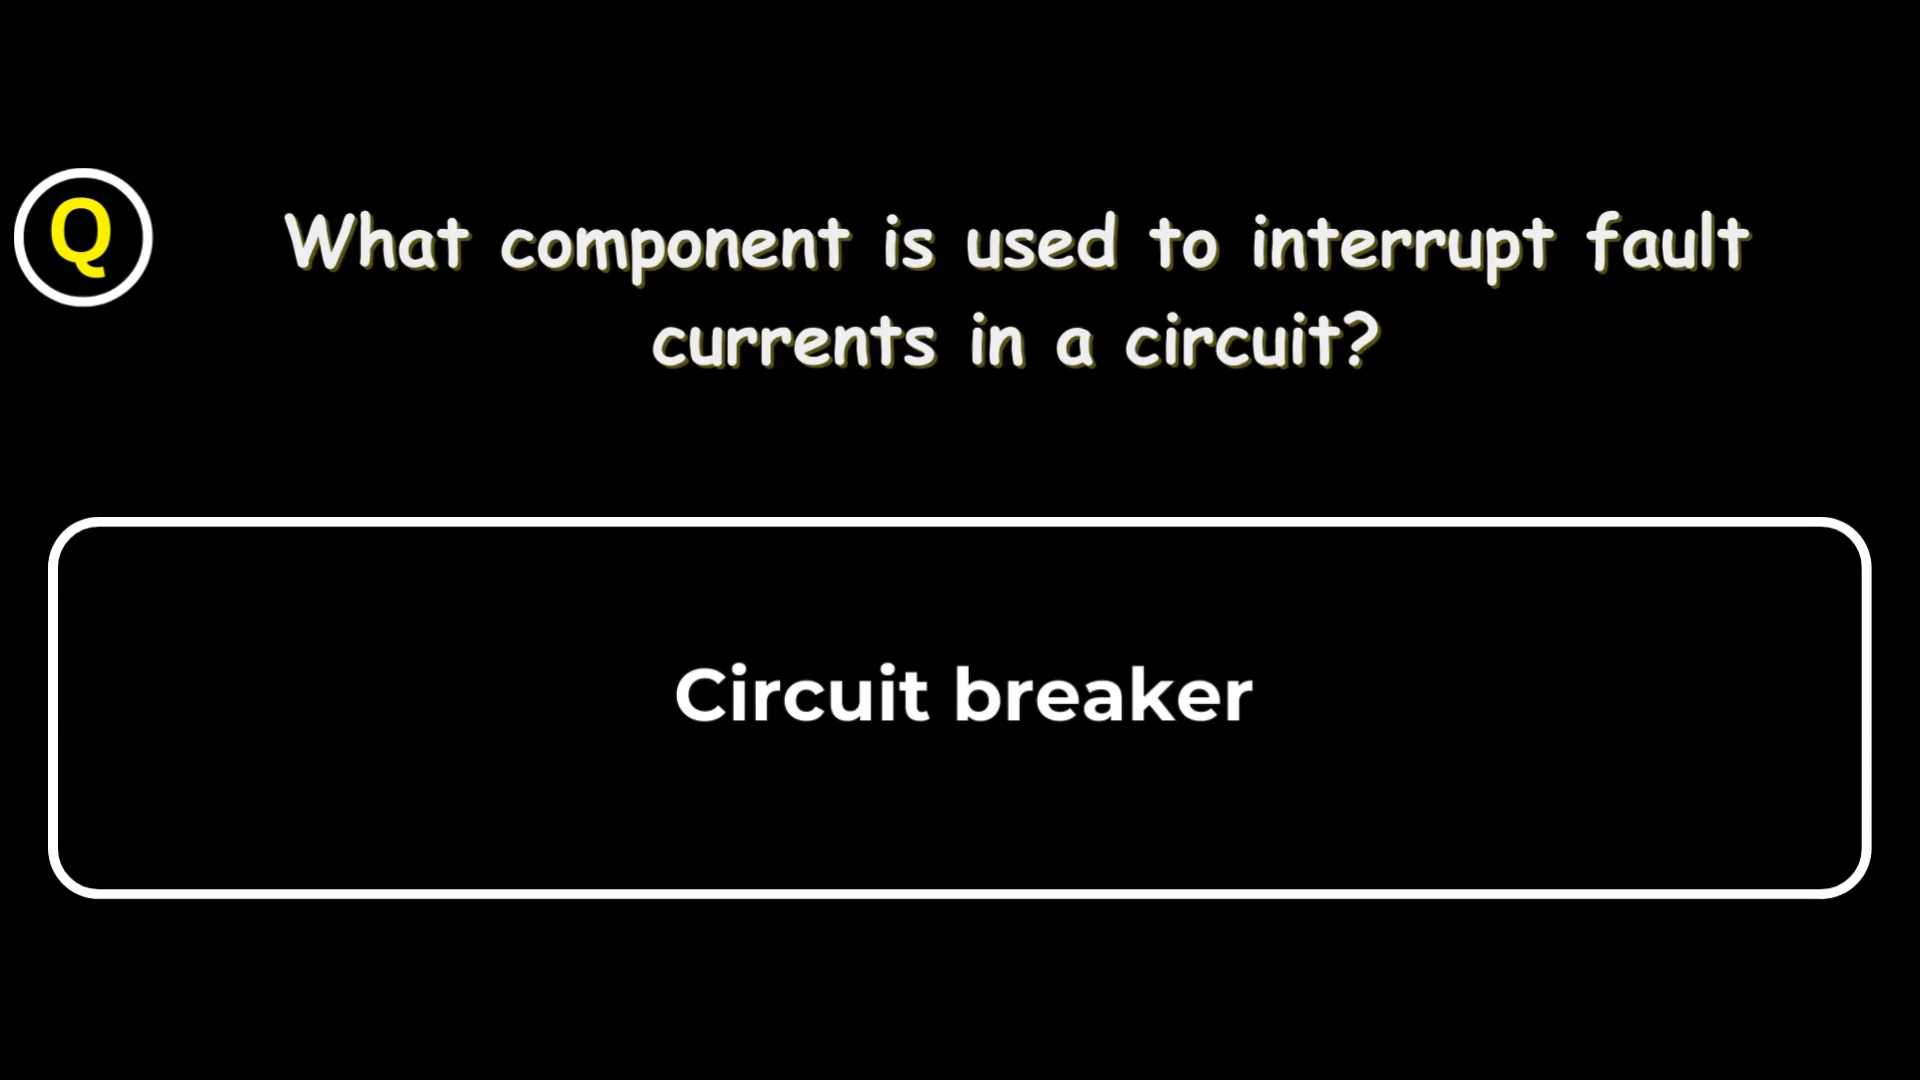 Q
What component is used to interrupt fault
currents in a circuit?
Circuit breaker